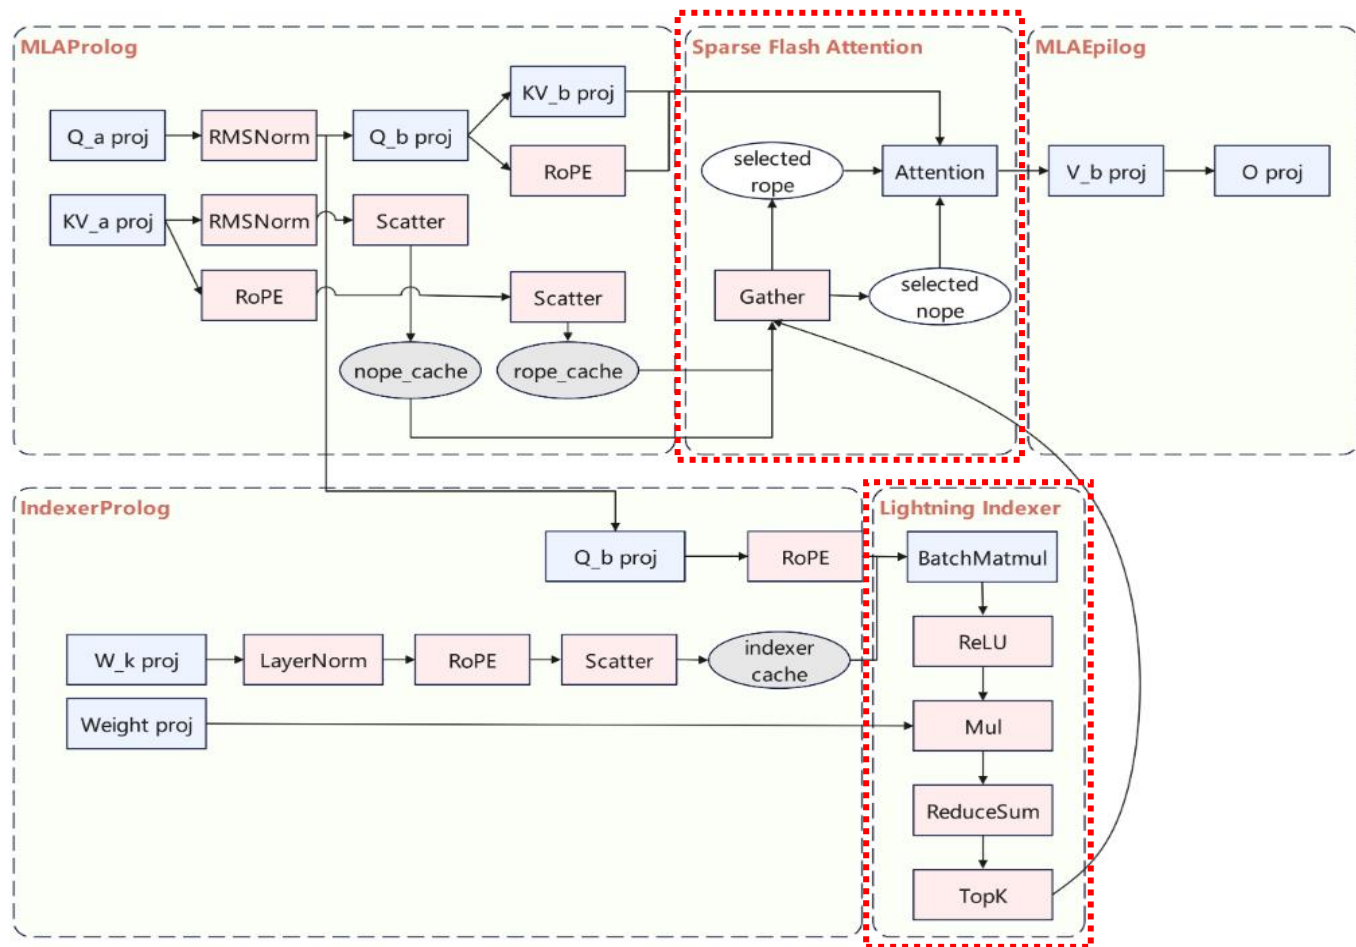 MLAProlog
Q_a proj
RMSNorm
Q_b proj
KV_b proj
RoPE
KV_a proj
RMSNorm
Scatter
RoPE
Scatter
nope_cache
rope_cache
Sparse Flash Attention
selected
rope
Attention
Gather
selected
nope
MLAEpilog
V_b proj
O proj
IndexerProlog
Q_b proj
RoPE
W_k proj
LayerNorm
RoPE
Scatter
indexer
cache
Weight proj
Lightning Indexer
BatchMatmul
ReLU
Mul
ReduceSum
TopK